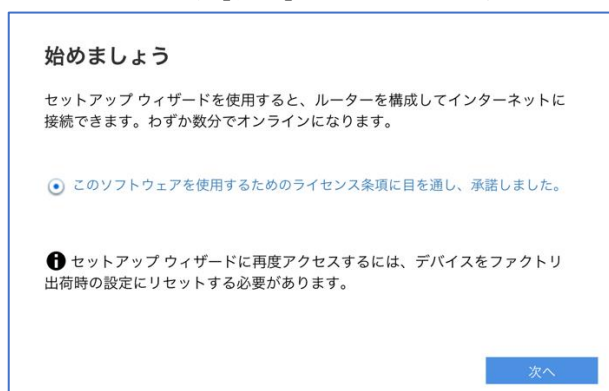 始めましょう
セットアップ ウィザードを使用すると、ルーターを構成してインターネットに
接続できます。わずか数分でオンラインになります。
このソフトウェアを使用するためのライセンス条項に目を通し、承諾しました。
セットアップ ウィザードに再度アクセスするには、デバイスをファクトリ
出荷時の設定にリセットする必要があります。
次へ